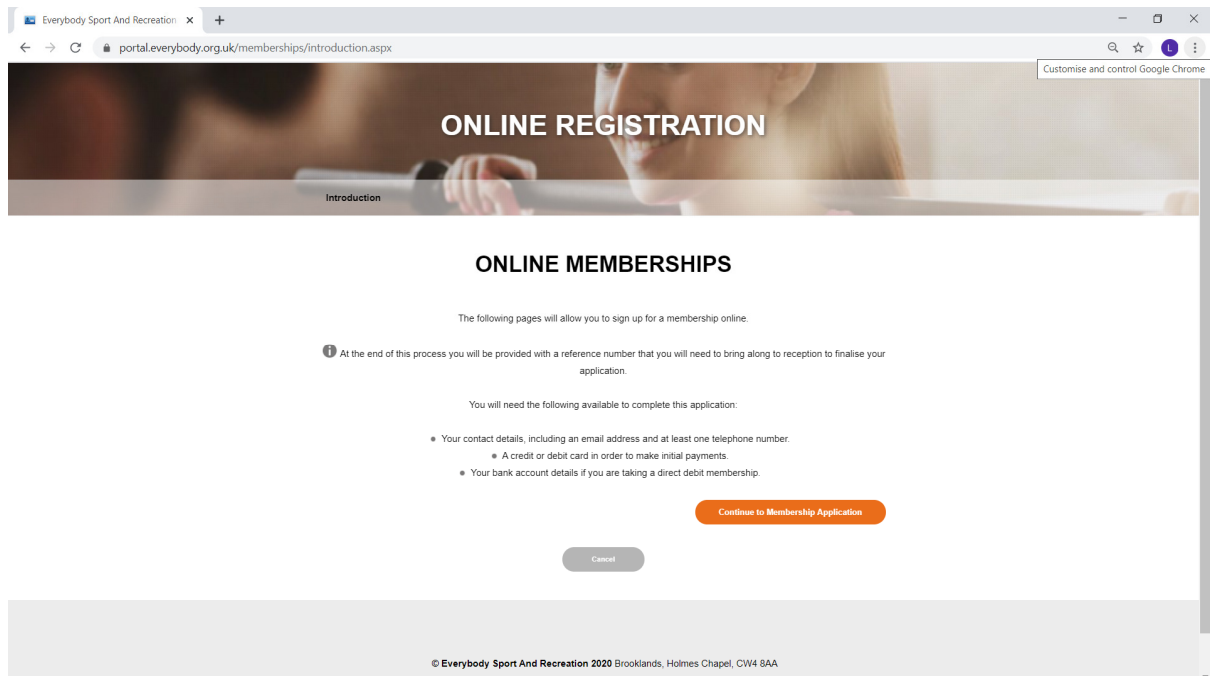 Everybody Sport And Recreation
portal.everybody.org.uk/memberships/introduction.aspx
L
Customise and control Google Chrome
ONLINE REGISTRATION
Introduction
ONLINE MEMBERSHIPS
The following pages will allow you to sign up for a membership online.
At the end of this process you will be provided with a reference number that you will need to bring along to reception to finalise your
application.
You will need the following available to complete this application:
Your contact details, including an email address and at least one telephone number.
A credit or debit card in order to make initial payments.
Your bank account details if you are taking a direct debit membership.
Continue to Membership Application
Cancel
© Everybody Sport And Recreation 2020 Brooklands, Holmes Chapel, CW4 8AA